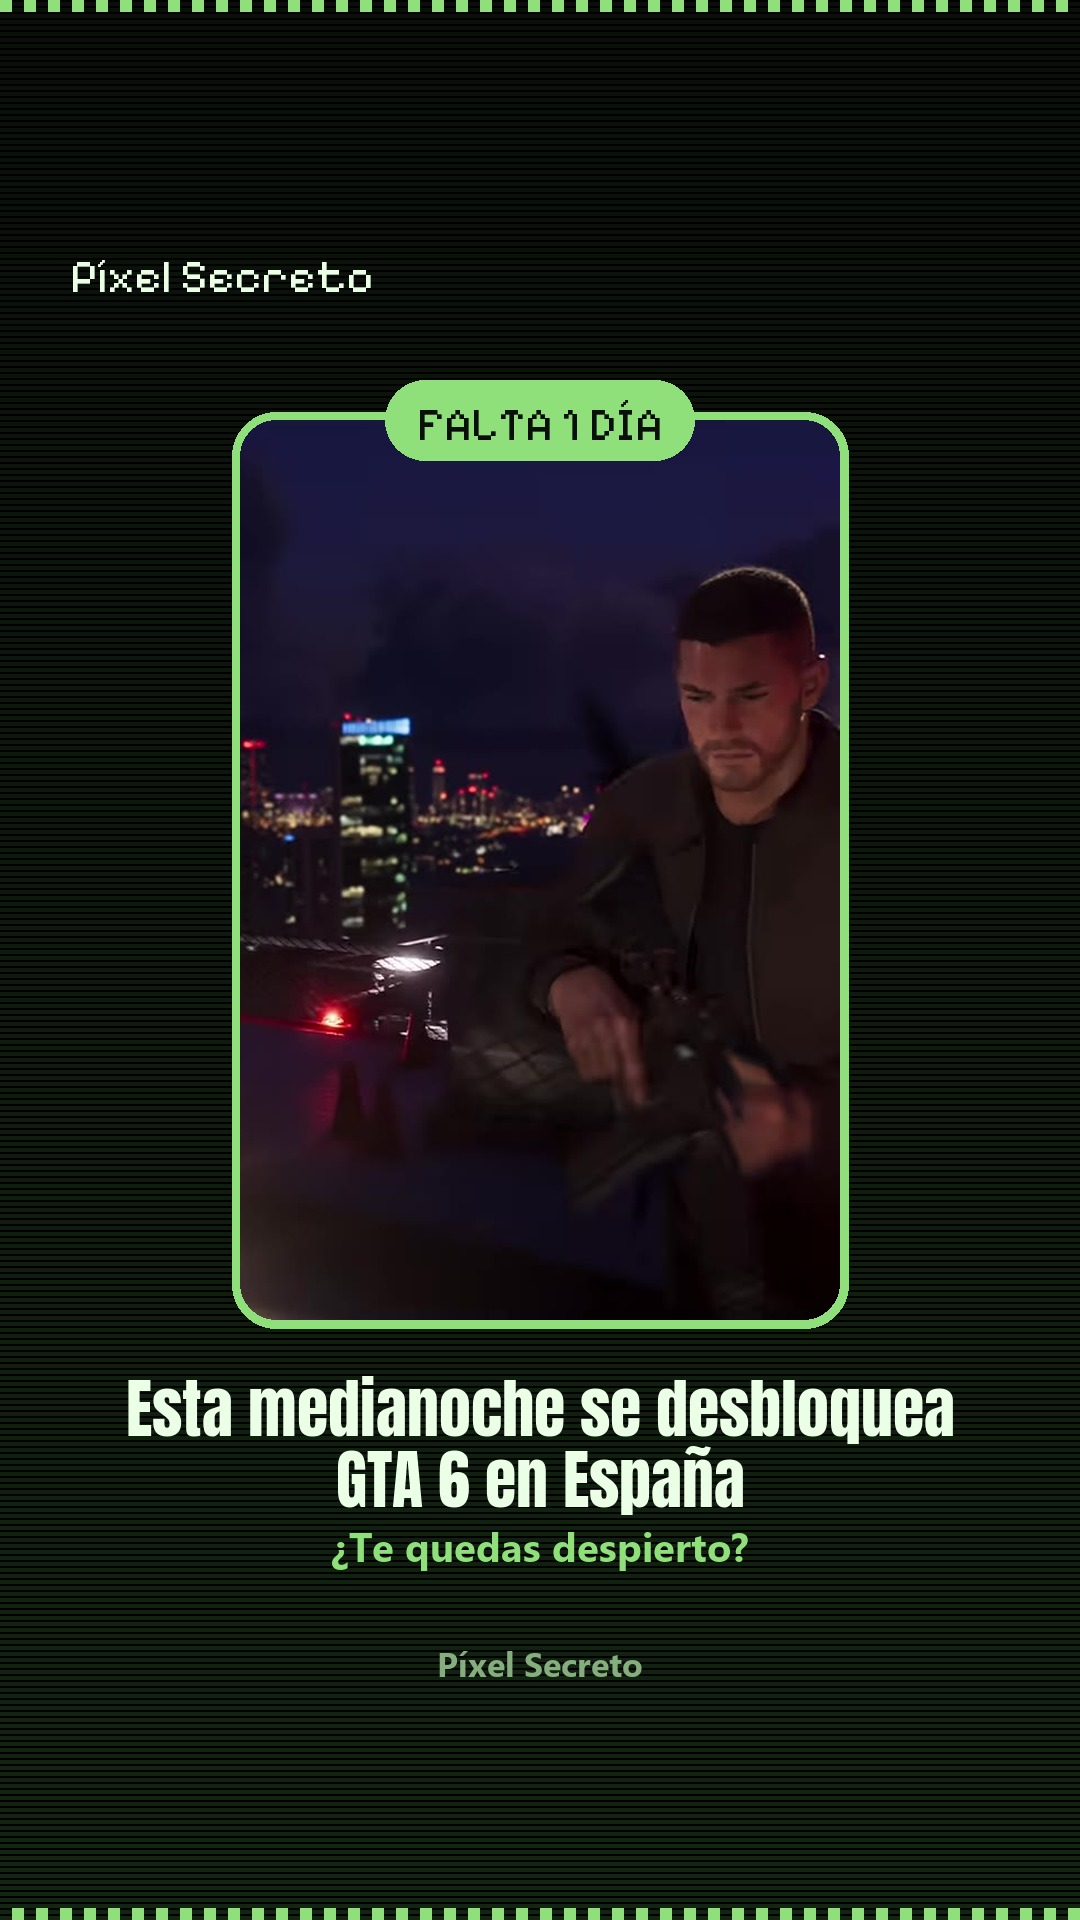 Píxel Secreto
FALTA 1 DÍA
Esta medianoche se desbloquea
GTA 6 en España
¿Te quedas despierto?
Píxel Secreto